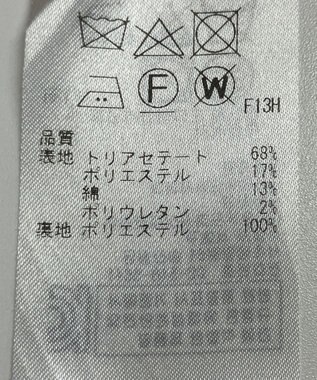 F
W
F13H
品質
表地 トリアセテート 68%
ポリエステル 17%
綿 13%
ポリウレタン 2%
裏地 ポリエステル 100%